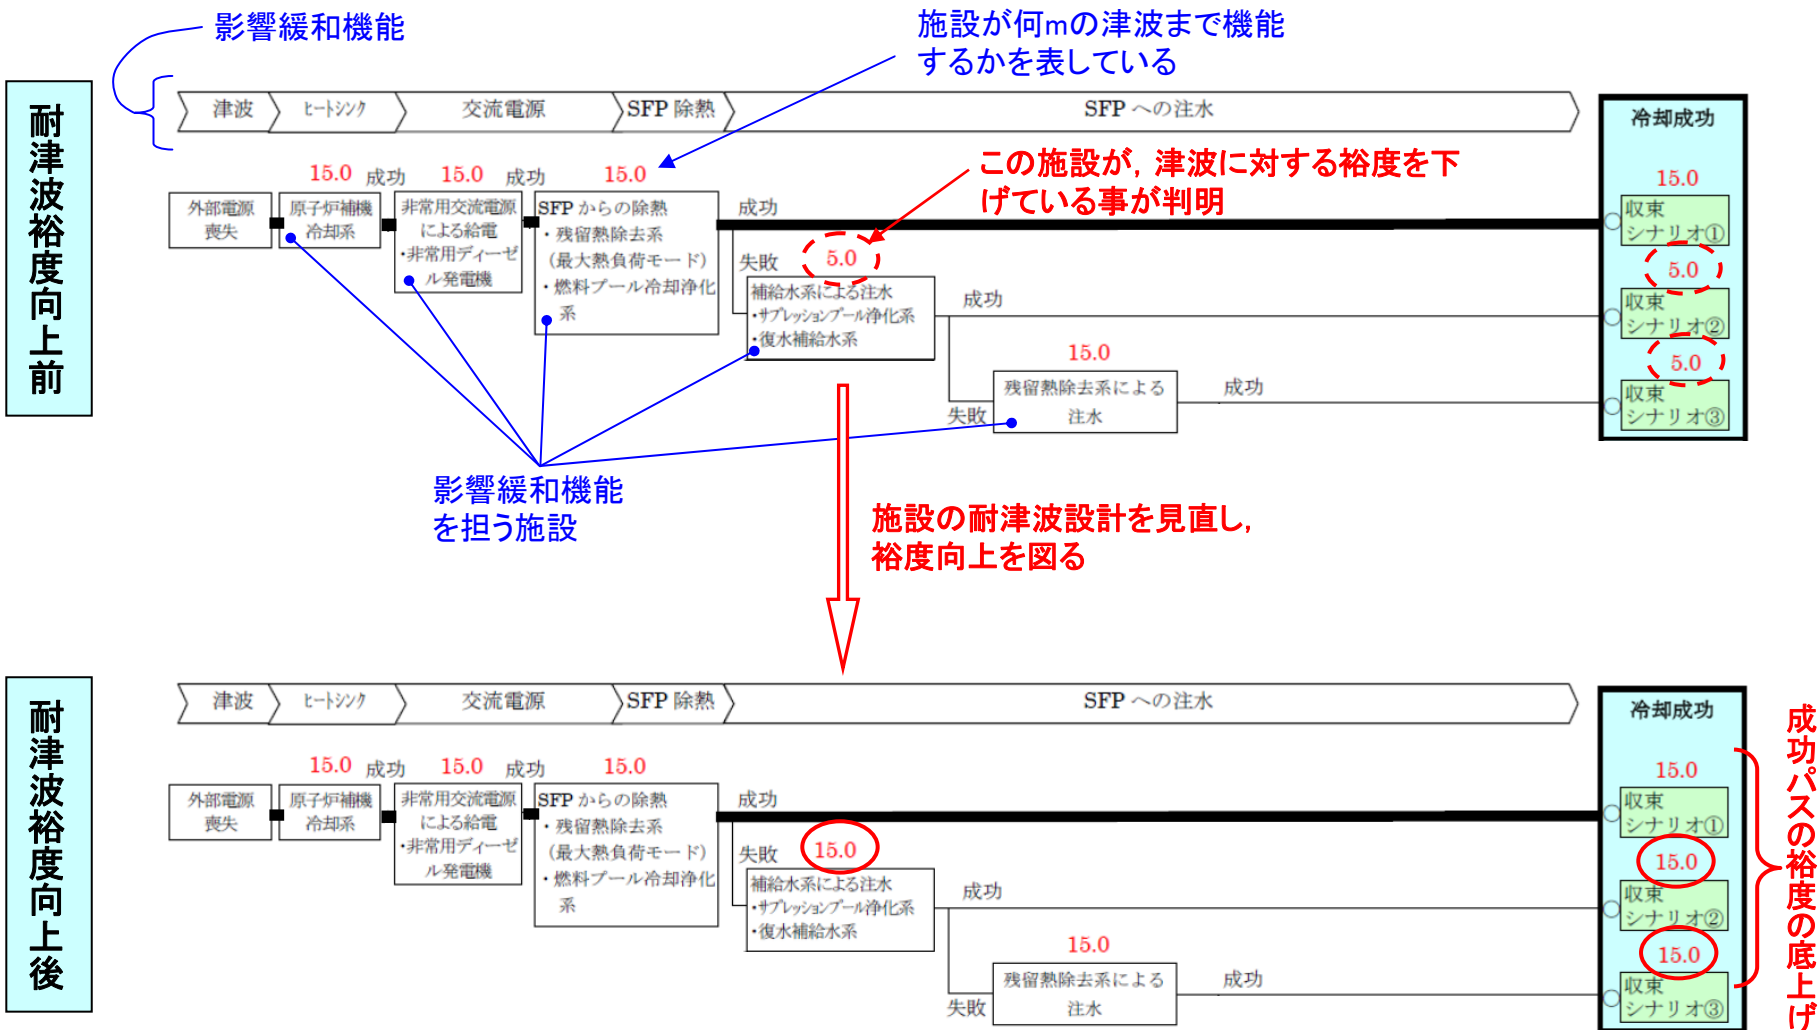 影響緩和機能
施設が何mの津波まで機能
するかを表している
耐津波裕度向上前
津波
ヒートシンク
交流電源
SFP 除熱
SFP への注水
冷却成功
この施設が，津波に対する裕度を下
げている事が判明
15.0
成功
15.0
成功
15.0
15.0
外部電源
喪失
原子炉補機
冷却系
非常用交流電源
による給電
・非常用ディーゼ
ル発電機
SFP からの除熱
・残留熱除去系
（最大熱負荷モード）
・燃料プール冷却浄化
系
成功
収束
シナリオ①
失敗
5.0
5.0
補給水系による注水
・サプレッションプール浄化系
・復水補給水系
成功
収束
シナリオ②
15.0
5.0
残留熱除去系による
注水
失敗
成功
収束
シナリオ③
影響緩和機能
を担う施設
施設の耐津波設計を見直し，
裕度向上を図る
耐津波裕度向上後
津波
ヒートシンク
交流電源
SFP 除熱
SFP への注水
冷却成功
15.0
成功
15.0
成功
15.0
15.0
外部電源
喪失
原子炉補機
冷却系
非常用交流電源
による給電
・非常用ディーゼ
ル発電機
SFP からの除熱
・残留熱除去系
（最大熱負荷モード）
・燃料プール冷却浄化
系
成功
収束
シナリオ①
失敗
15.0
15.0
補給水系による注水
・サプレッションプール浄化系
・復水補給水系
成功
収束
シナリオ②
15.0
15.0
残留熱除去系による
注水
失敗
成功
収束
シナリオ③
成功パスの裕度の底上げ